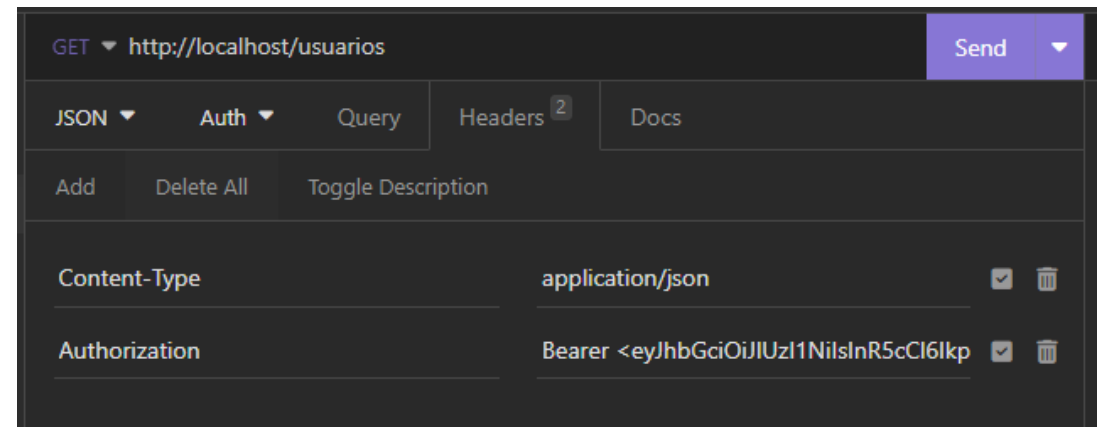 GET http://localhost/usuarios Send
JSON Auth Query Headers 2 Docs
Add Delete All Toggle Description
Content-Type application/json
Authorization Bearer <eyJhbGciOiJIUzI1NiIsInR5cCI6Ikp